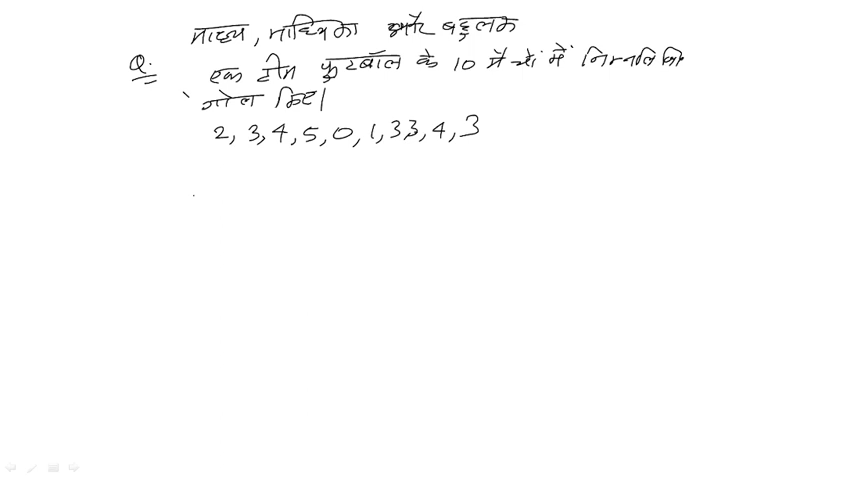 माध्य, माध्यिका और बहुलक
Q. एक टीम फुटबॉल के 10 मैचों में निम्नलिखि
गोल किए।
2, 3, 4, 5, 0, 1, 3 3, 4, 3